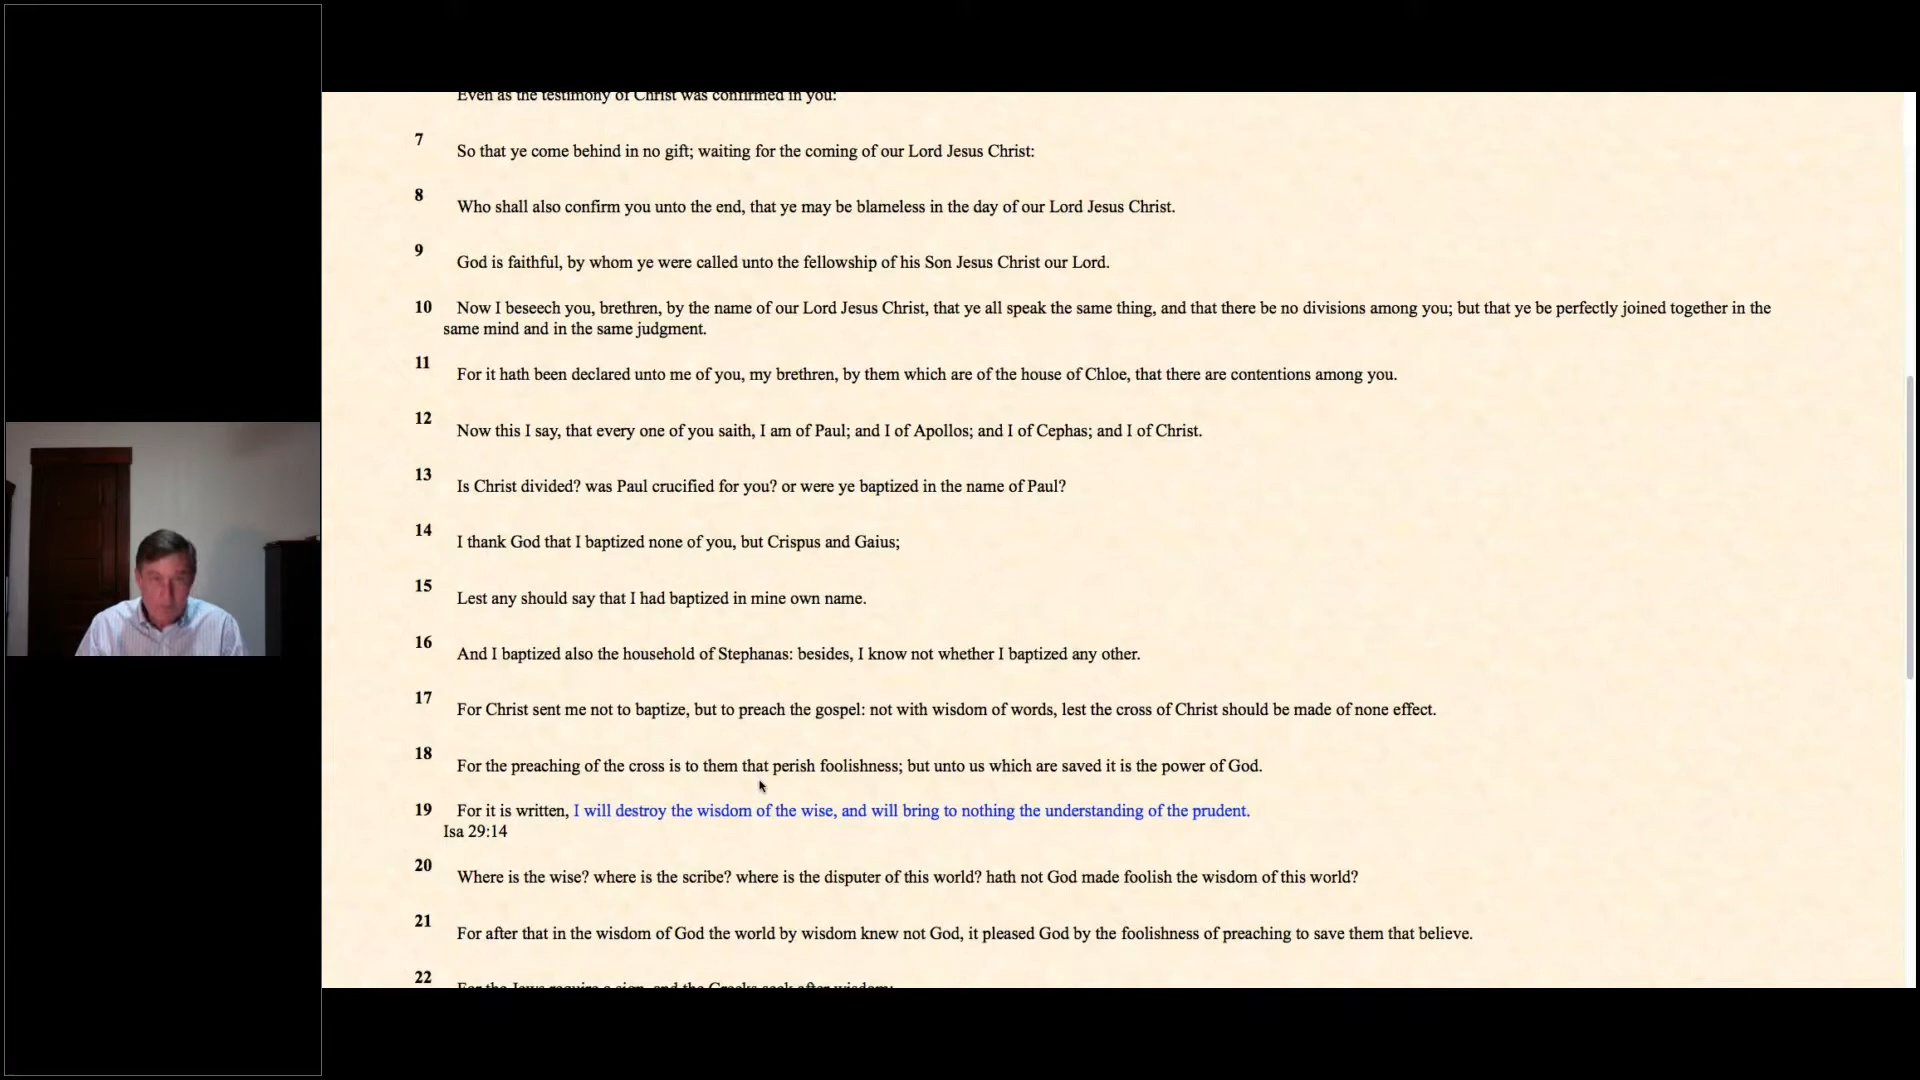 Even as the testimony of Christ was confirmed in you:
7
So that ye come behind in no gift; waiting for the coming of our Lord Jesus Christ:
8
Who shall also confirm you unto the end, that ye may be blameless in the day of our Lord Jesus Christ.
9
God is faithful, by whom ye were called unto the fellowship of his Son Jesus Christ our Lord.
10 Now I beseech you, brethren, by the name of our Lord Jesus Christ, that ye all speak the same thing, and that there be no divisions among you; but that ye be perfectly joined together in the
same mind and in the same judgment.
11
For it hath been declared unto me of you, my brethren, by them which are of the house of Chloe, that there are contentions among you.
12
Now this I say, that every one of you saith, I am of Paul; and I of Apollos; and I of Cephas; and I of Christ.
13
Is Christ divided? was Paul crucified for you? or were ye baptized in the name of Paul?
14
I thank God that I baptized none of you, but Crispus and Gaius;
15
Lest any should say that I had baptized in mine own name.
16
And I baptized also the household of Stephanas: besides, I know not whether I baptized any other.
17
For Christ sent me not to baptize, but to preach the gospel: not with wisdom of words, lest the cross of Christ should be made of none effect.
18
For the preaching of the cross is to them that perish foolishness; but unto us which are saved it is the power of God.
19 For it is written, I will destroy the wisdom of the wise, and will bring to nothing the understanding of the prudent.
Isa 29:14
20
Where is the wise? where is the scribe? where is the disputer of this world? hath not God made foolish the wisdom of this world?
21
For after that in the wisdom of God the world by wisdom knew not God, it pleased God by the foolishness of preaching to save them that believe.
22
For the Jews require a sign, and the Greeks seek after wisdom: